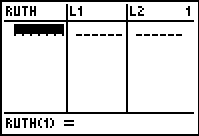 RUTH L1 L2 1
------ ------
RUTH(1) =